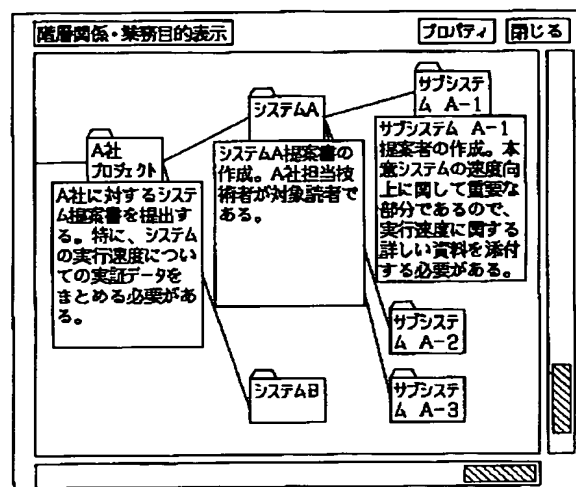 階層関係・業務目的表示
プロパティ
閉じる
A社
プロジェクト
A社に対するシステ
ム提案書を提出す
る。特に、システム
の実行速度につい
ての実証データを
まとめる必要があ
る。
システムA
システムA提案書の
作成。A社担当技
術者が対象読者で
ある。
サブシステ
ム A-1
サブシステム A-1
提案者の作成。本
意システムの速度向
上に関して重要な
部分であるので、
実行速度に関する
詳しい資料を添付
する必要がある。
サブシステ
ム A-2
システムB
サブシステ
ム A-3